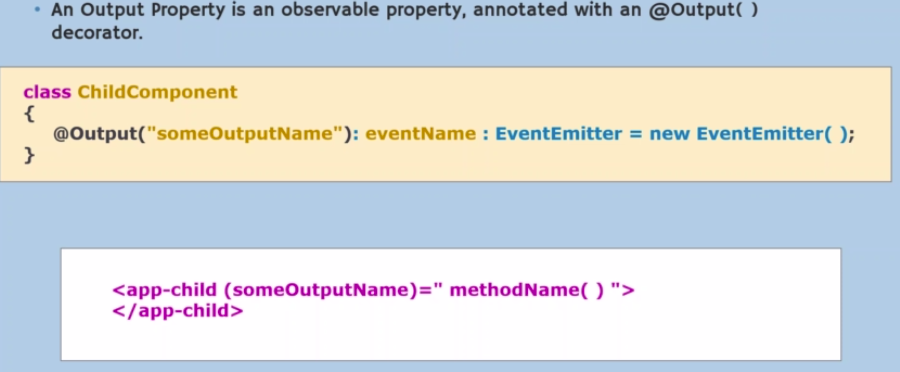 • An Output Property is an observable property, annotated with an @Output( )
decorator.
class ChildComponent
{
@Output("someOutputName"): eventName : EventEmitter = new EventEmitter( );
}
<app-child (someOutputName)=" methodName( ) ">
</app-child>